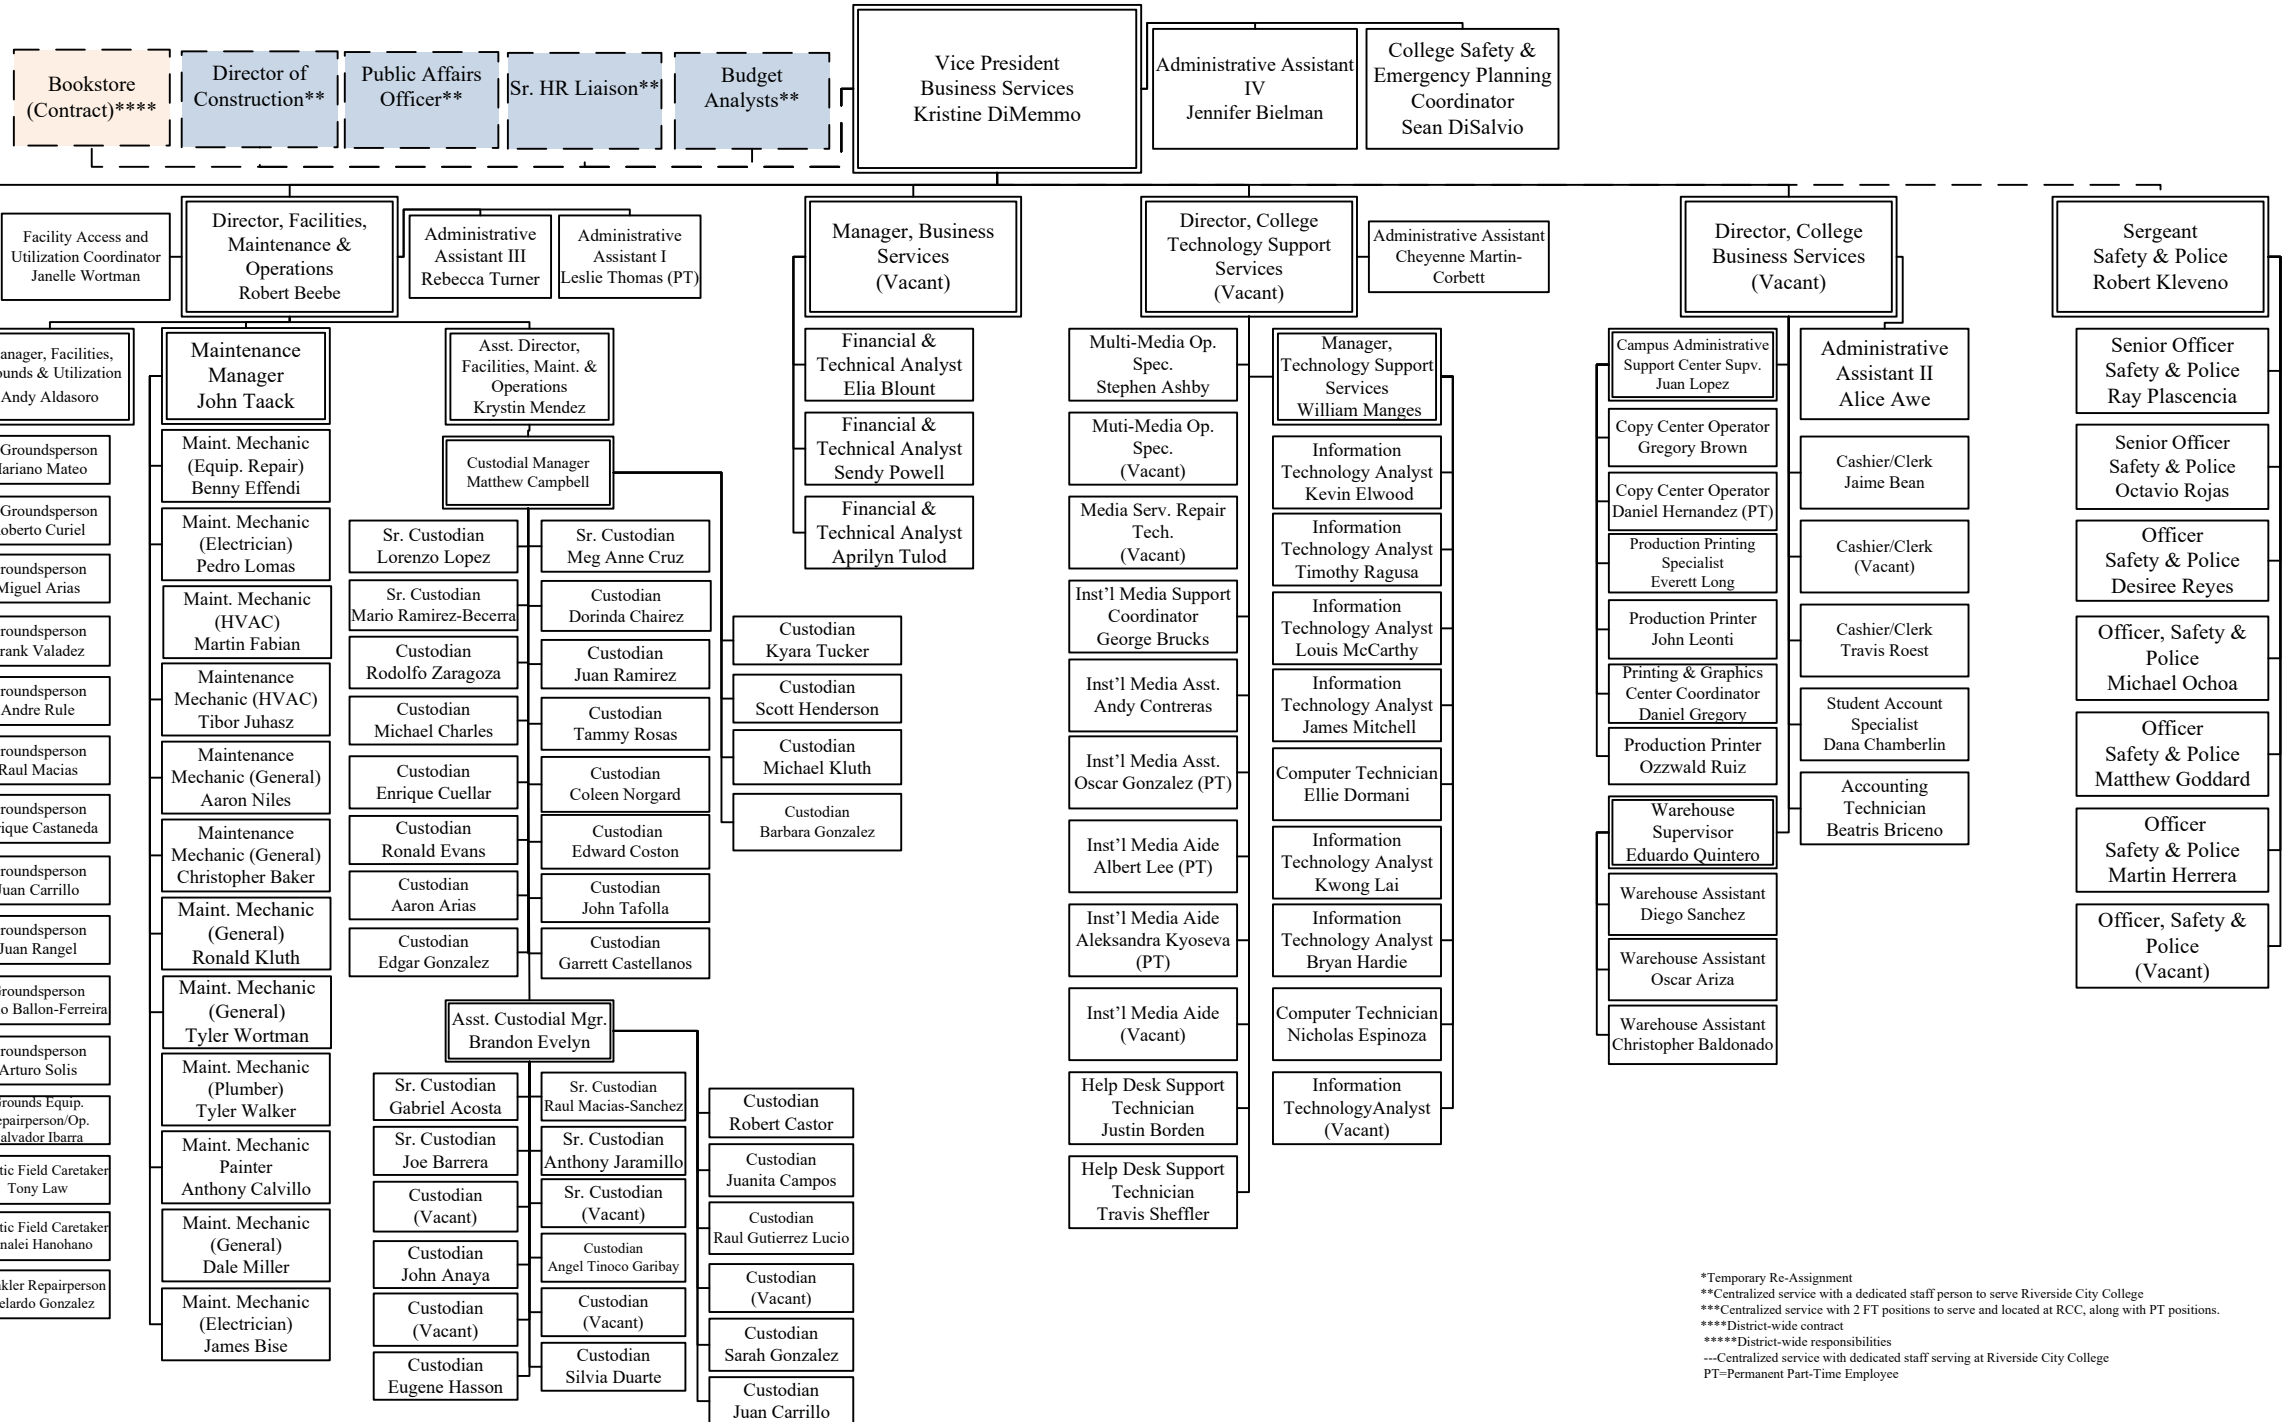 Bookstore
(Contract)****
Director of
Construction**
Public Affairs
Officer**
Sr. HR Liaison**
Budget
Analysts**
Vice President
Business Services
Kristine DiMemmo
Administrative Assistant
IV
Jennifer Bielman
College Safety &
Emergency Planning
Coordinator
Sean DiSalvio
Facility Access and
Utilization Coordinator
Janelle Wortman
Director, Facilities,
Maintenance &
Operations
Robert Beebe
Administrative
Assistant III
Rebecca Turner
Administrative
Assistant I
Leslie Thomas (PT)
Manager, Business
Services
(Vacant)
Director, College
Technology Support
Services
(Vacant)
Administrative Assistant
Cheyenne Martin-
Corbett
Director, College
Business Services
(Vacant)
Sergeant
Safety & Police
Robert Kleveno
Facilities,
& Utilization
Andy Aldasoro
Groundsperson
Mateo
Groundsperson
Curiel
Arias
Valadez
Andre Rule
Raul Macias
Castaneda
Juan Carrillo
Juan Rangel
Ballon-Ferreira
Arturo Solis
Equip.
Ibarra
Field Caretaker
Tony Law
Field Caretaker
Hanohano
Repairperson
Gonzalez
Maintenance
Manager
John Taack
Maint. Mechanic
(Equip. Repair)
Benny Effendi
Maint. Mechanic
(Electrician)
Pedro Lomas
Maint. Mechanic
(HVAC)
Martin Fabian
Maintenance
Mechanic (HVAC)
Tibor Juhasz
Maintenance
Mechanic (General)
Aaron Niles
Maintenance
Mechanic (General)
Christopher Baker
Maint. Mechanic
(General)
Ronald Kluth
Maint. Mechanic
(General)
Tyler Wortman
Maint. Mechanic
(Plumber)
Tyler Walker
Maint. Mechanic
Painter
Anthony Calvillo
Maint. Mechanic
(General)
Dale Miller
Maint. Mechanic
(Electrician)
James Bise
Asst. Director,
Facilities, Maint. &
Operations
Krystin Mendez
Custodial Manager
Matthew Campbell
Sr. Custodian
Lorenzo Lopez
Sr. Custodian
Mario Ramirez-Becerra
Custodian
Rodolfo Zaragoza
Custodian
Michael Charles
Custodian
Enrique Cuellar
Custodian
Ronald Evans
Custodian
Aaron Arias
Custodian
Edgar Gonzalez
Sr. Custodian
Meg Anne Cruz
Custodian
Dorinda Chairez
Custodian
Juan Ramirez
Custodian
Tammy Rosas
Custodian
Coleen Norgard
Custodian
Edward Coston
Custodian
John Tafolla
Custodian
Garrett Castellanos
Custodian
Kyara Tucker
Custodian
Scott Henderson
Custodian
Michael Kluth
Custodian
Barbara Gonzalez
Asst. Custodial Mgr.
Brandon Evelyn
Sr. Custodian
Gabriel Acosta
Sr. Custodian
Joe Barrera
Custodian
(Vacant)
Custodian
John Anaya
Custodian
(Vacant)
Custodian
Eugene Hasson
Sr. Custodian
Raul Macias-Sanchez
Sr. Custodian
Anthony Jaramillo
Sr. Custodian
(Vacant)
Custodian
Angel Tinoco Garibay
Custodian
(Vacant)
Custodian
Silvia Duarte
Custodian
Robert Castor
Custodian
Juanita Campos
Custodian
Raul Gutierrez Lucio
Custodian
(Vacant)
Custodian
Sarah Gonzalez
Custodian
Juan Carrillo
Financial &
Technical Analyst
Elia Blount
Financial &
Technical Analyst
Sendy Powell
Financial &
Technical Analyst
Aprilyn Tulod
Multi-Media Op.
Spec.
Stephen Ashby
Muti-Media Op.
Spec.
(Vacant)
Media Serv. Repair
Tech.
(Vacant)
Inst’l Media Support
Coordinator
George Brucks
Inst’l Media Asst.
Andy Contreras
Inst’l Media Asst.
Oscar Gonzalez (PT)
Inst’l Media Aide
Albert Lee (PT)
Inst’l Media Aide
Aleksandra Kyoseva
(PT)
Inst’l Media Aide
(Vacant)
Help Desk Support
Technician
Justin Borden
Help Desk Support
Technician
Travis Sheffler
Manager,
Technology Support
Services
William Manges
Information
Technology Analyst
Kevin Elwood
Information
Technology Analyst
Timothy Ragusa
Information
Technology Analyst
Louis McCarthy
Information
Technology Analyst
James Mitchell
Computer Technician
Ellie Dormani
Information
Technology Analyst
Kwong Lai
Information
Technology Analyst
Bryan Hardie
Computer Technician
Nicholas Espinoza
Information
TechnologyAnalyst
(Vacant)
Campus Administrative
Support Center Supv.
Juan Lopez
Copy Center Operator
Gregory Brown
Copy Center Operator
Daniel Hernandez (PT)
Production Printing
Specialist
Everett Long
Production Printer
John Leonti
Printing & Graphics
Center Coordinator
Daniel Gregory
Production Printer
Ozzwald Ruiz
Warehouse
Supervisor
Eduardo Quintero
Warehouse Assistant
Diego Sanchez
Warehouse Assistant
Oscar Ariza
Warehouse Assistant
Christopher Baldonado
Administrative
Assistant II
Alice Awe
Cashier/Clerk
Jaime Bean
Cashier/Clerk
(Vacant)
Cashier/Clerk
Travis Roest
Student Account
Specialist
Dana Chamberlin
Accounting
Technician
Beatris Briceno
Senior Officer
Safety & Police
Ray Plascencia
Senior Officer
Safety & Police
Octavio Rojas
Officer
Safety & Police
Desiree Reyes
Officer, Safety &
Police
Michael Ochoa
Officer
Safety & Police
Matthew Goddard
Officer
Safety & Police
Martin Herrera
Officer, Safety &
Police
(Vacant)
*Temporary Re-Assignment
**Centralized service with a dedicated staff person to serve Riverside City College
***Centralized service with 2 FT positions to serve and located at RCC, along with PT positions.
****District-wide contract
*****District-wide responsibilities
---Centralized service with dedicated staff serving at Riverside City College
PT=Permanent Part-Time Employee